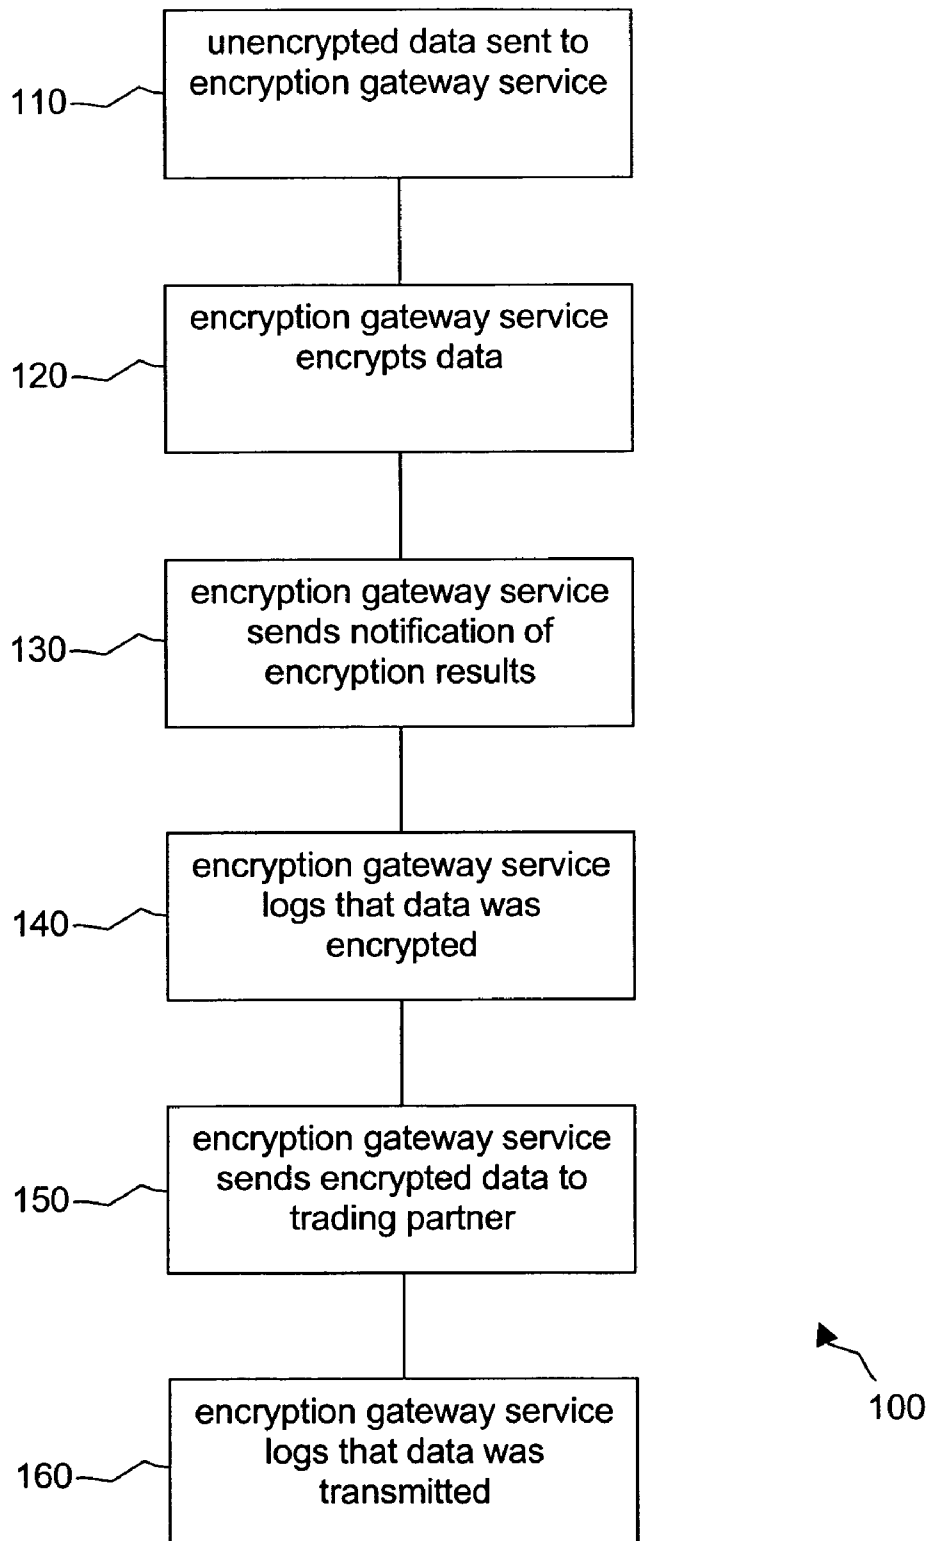 unencrypted data sent to
encryption gateway service
110
encryption gateway service
encrypts data
120
encryption gateway service
sends notification of
encryption results
130
encryption gateway service
logs that data was
encrypted
140
encryption gateway service
sends encrypted data to
trading partner
150
100
encryption gateway service
logs that data was
transmitted
160